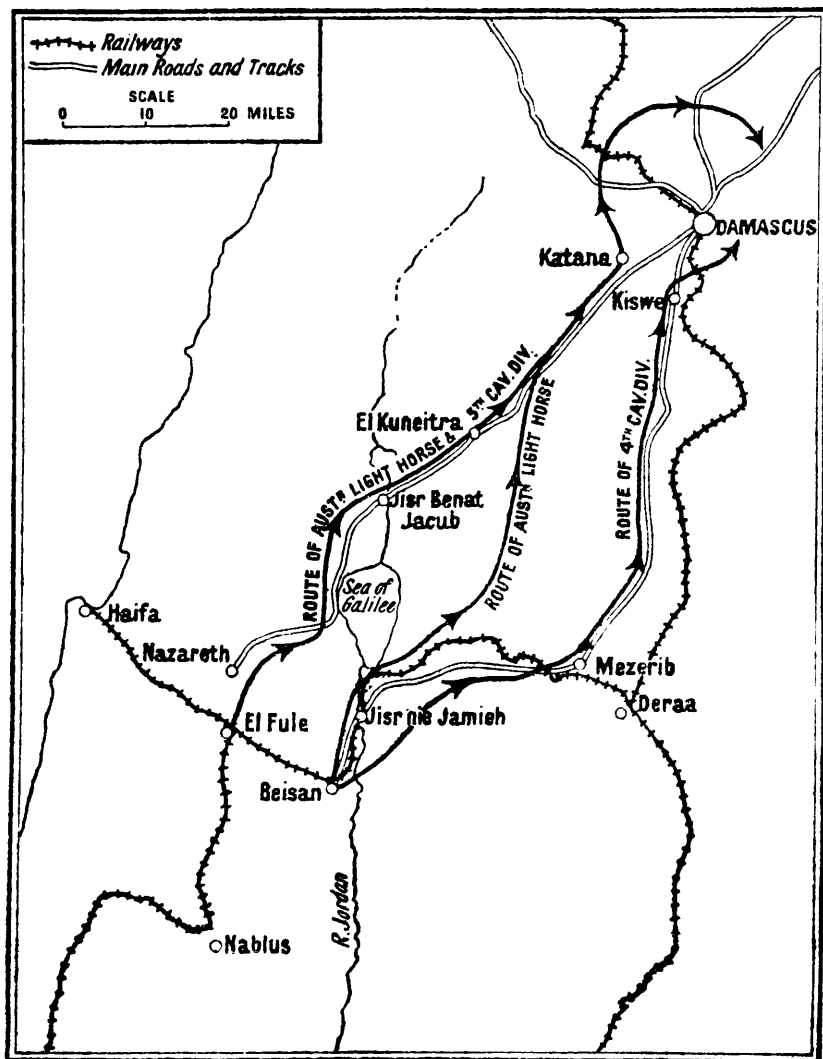 Railways
Main Roads and Tracks
SCALE
0 10 20 MILES
DAMASCUS
Katana
Kiswe
ROUTE OF AUSTN LIGHT HORSE & 5TH CAV. DIV.
El Kuneitra
ROUTE OF 4TH CAV. DIV.
ROUTE OF AUSTN LIGHT HORSE
Jisr Benat
Jacub
Sea of
Galilee
Haifa
Nazareth
Mezerib
Deraa
El Fule
Jisr nie Jamieh
Beisan
R. Jordan
Nablus